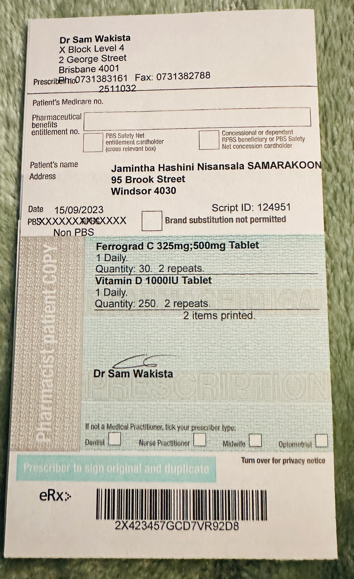 Dr Sam Wakista
X Block Level 4
2 George Street
Brisbane 4001
Ph: 0731383161 Fax: 0732382788
Prescriber no. 2511032
Patient's Medicare no.
Pharmaceutical benefits entitlement no.
PBS Safety Net entitlement cardholder (cross relevant box)
Concessional or dependant RPBS beneficiary or PBS Safety Net concession cardholder
Patient's name Jamintha Hashini Nisansala SAMARAKOON
Address 95 Brook Street
Windsor 4030
Date 15/09/2023 Script ID: 124951
PBSXXXXXXXXXXXXX Brand substitution not permitted
Non PBS
Pharmacist/patient COPY
Ferrograd C 325mg;500mg Tablet
1 Daily.
Quantity: 30. 2 repeats.
Vitamin D 1000IU Tablet
1 Daily.
Quantity: 250. 2 repeats.
2 items printed.
Dr Sam Wakista
PRESCRIPTION
If not a Medical Practitioner, tick your prescriber type:
Dentist Nurse Practitioner Midwife Optometrist
Turn over for privacy notice
Prescriber to sign original and duplicate
eRx
2X423457GCD7VR92D8